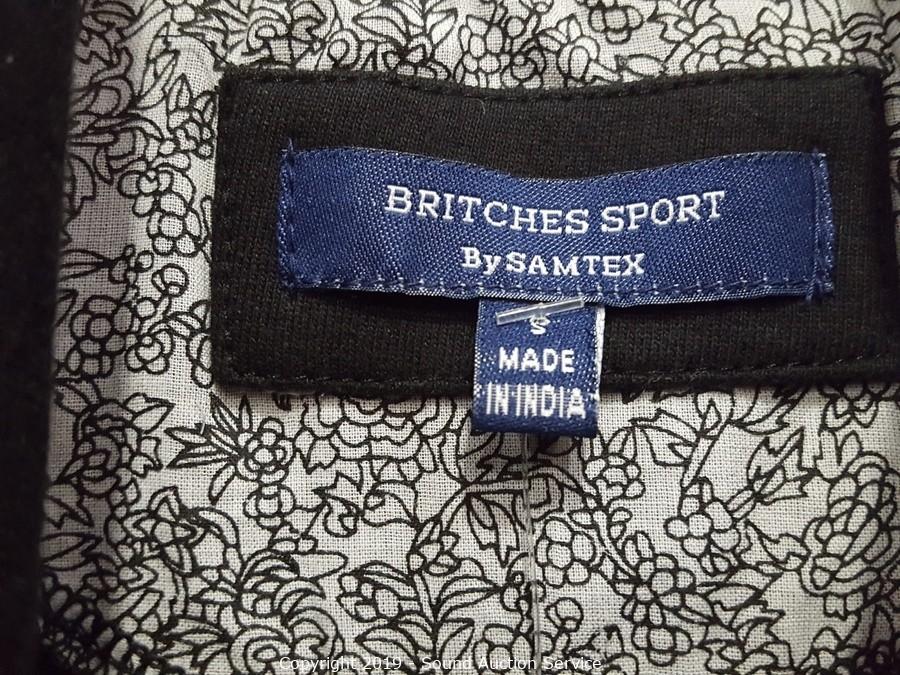 BRITCHES SPORT
By SAMTEX
S
MADE
IN INDIA
Copyright 2019 - Sound Auction Service